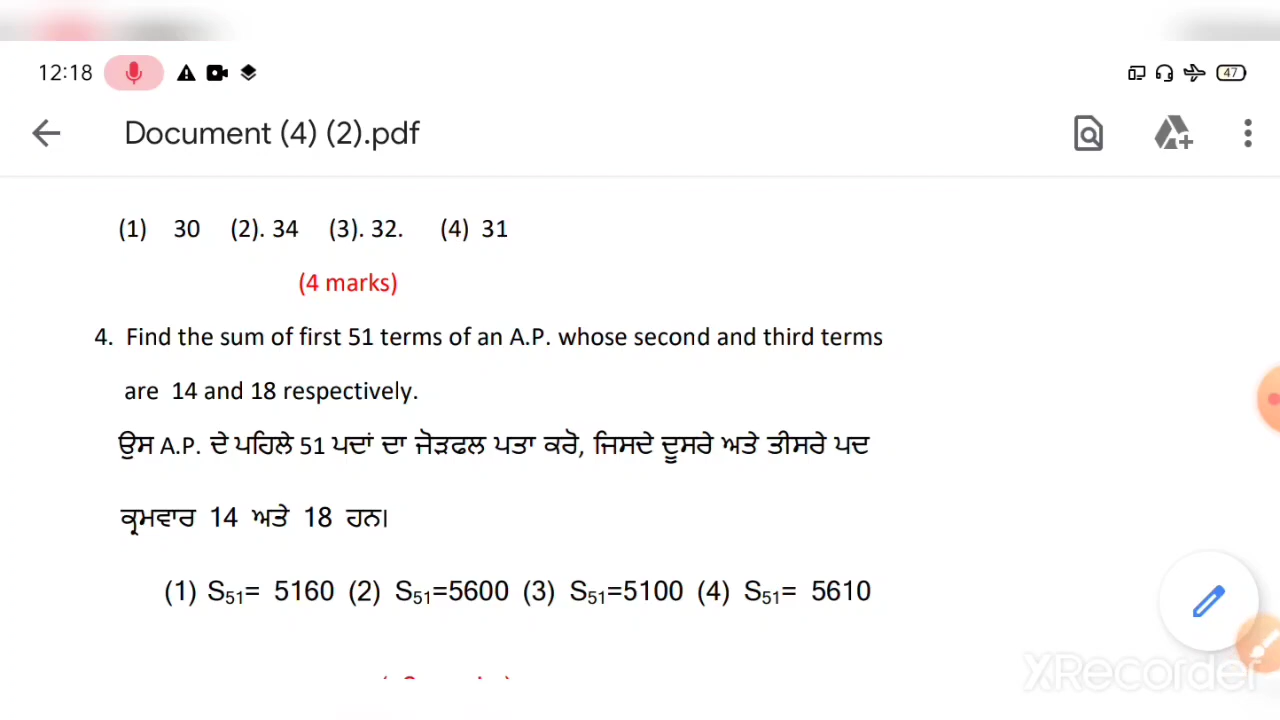 12:18
47
Document (4) (2).pdf
(1) 30 (2). 34 (3). 32. (4) 31
(4 marks)
4. Find the sum of first 51 terms of an A.P. whose second and third terms
are 14 and 18 respectively.
ਉਸ A.P. ਦੇ ਪਹਿਲੇ 51 ਪਦਾਂ ਦਾ ਜੋੜਫਲ ਪਤਾ ਕਰੋ, ਜਿਸਦੇ ਦੂਸਰੇ ਅਤੇ ਤੀਸਰੇ ਪਦ
ਕ੍ਰਮਵਾਰ 14 ਅਤੇ 18 ਹਨ।
(1) S₅₁= 5160 (2) S₅₁=5600 (3) S₅₁=5100 (4) S₅₁= 5610
XRecorder